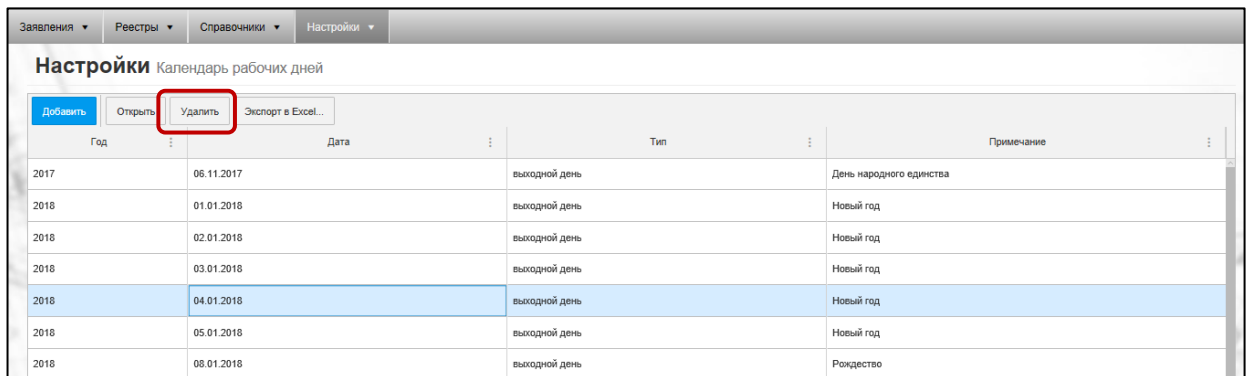 Заявления Реестры Справочники Настройки
Настройки Календарь рабочих дней
Добавить Открыть Удалить Экспорт в Excel...
Год Дата Тип Примечание
2017 06.11.2017 выходной день День народного единства
2018 01.01.2018 выходной день Новый год
2018 02.01.2018 выходной день Новый год
2018 03.01.2018 выходной день Новый год
2018 04.01.2018 выходной день Новый год
2018 05.01.2018 выходной день Новый год
2018 08.01.2018 выходной день Рождество